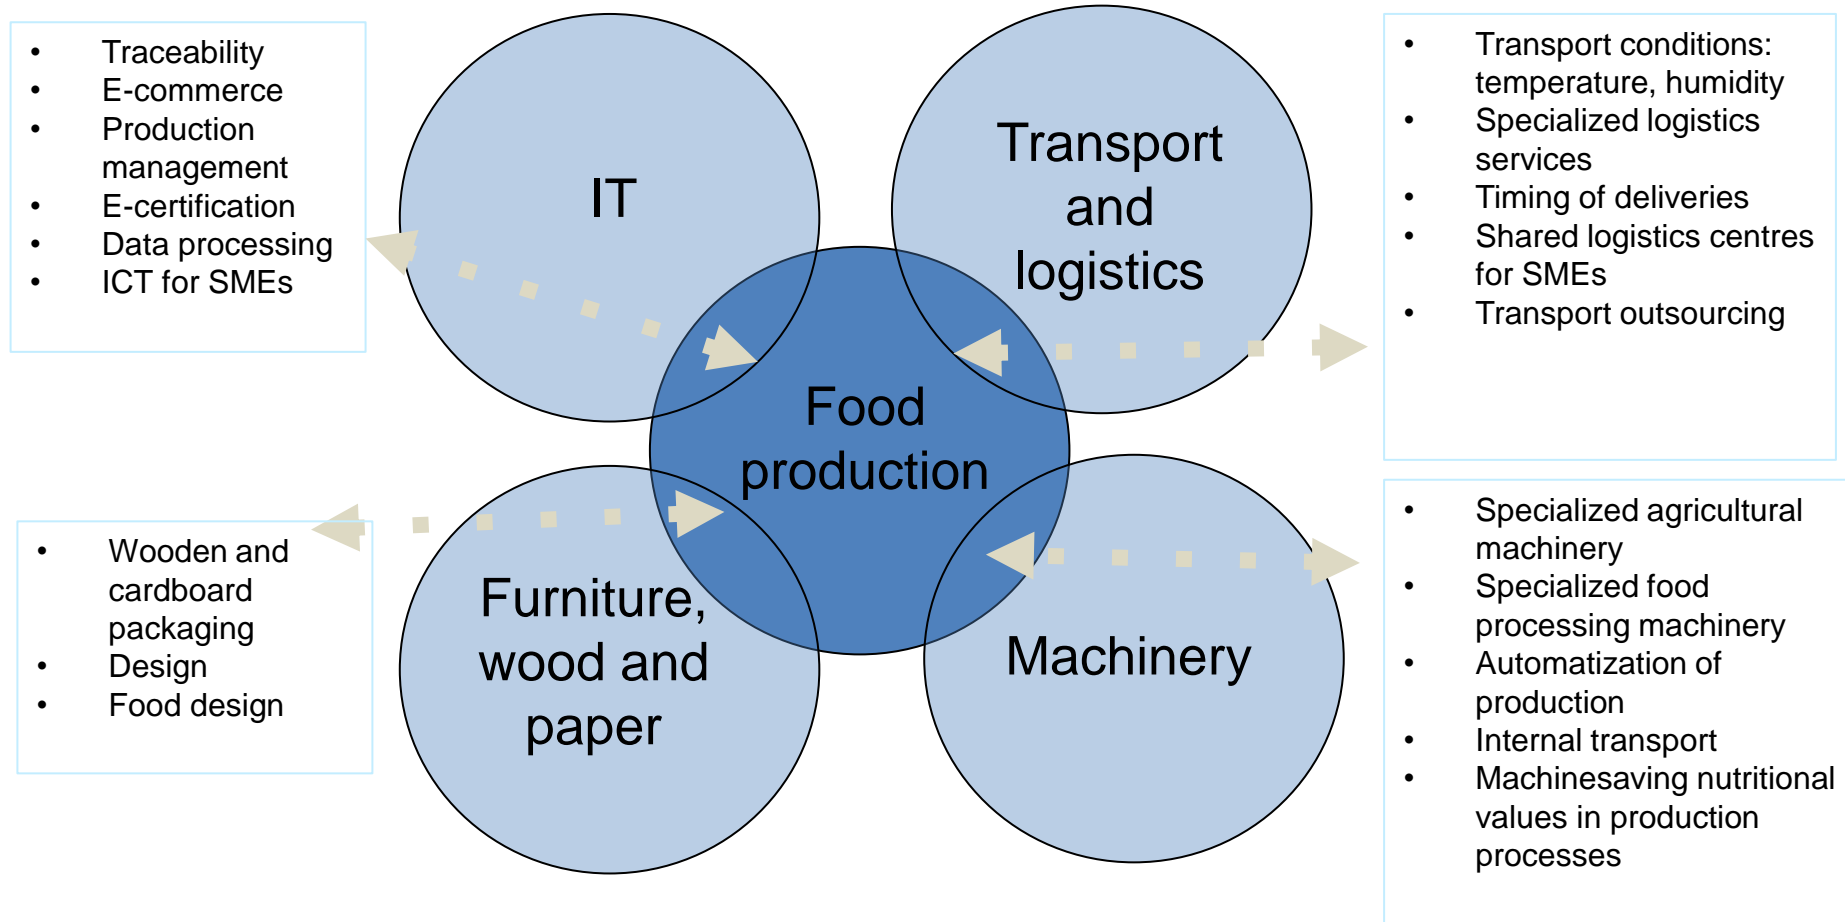 • Traceability
• E-commerce
• Production
management
• E-certification
• Data processing
• ICT for SMEs
IT
Transport
and
logistics
• Transport conditions:
temperature, humidity
• Specialized logistics
services
• Timing of deliveries
• Shared logistics centres
for SMEs
• Transport outsourcing
Food
production
• Wooden and
cardboard
packaging
• Design
• Food design
Furniture,
wood and
paper
Machinery
• Specialized agricultural
machinery
• Specialized food
processing machinery
• Automatization of
production
• Internal transport
• Machinesaving nutritional
values in production
processes